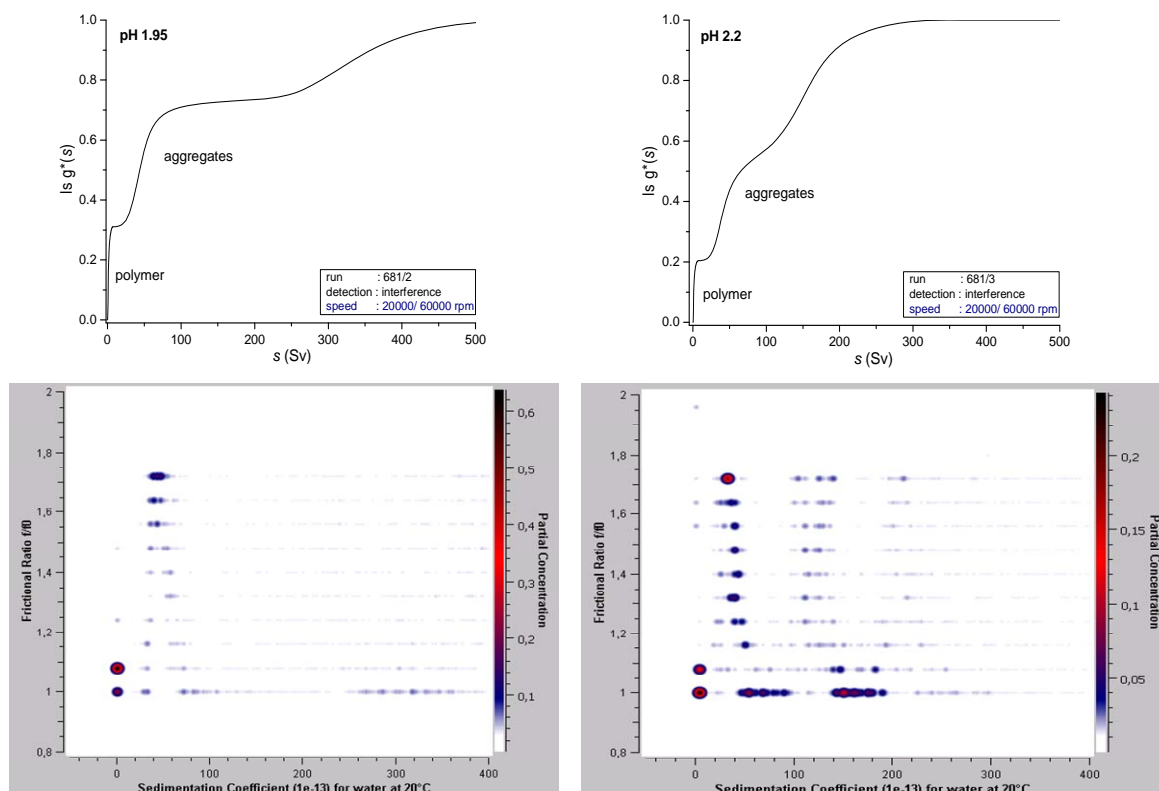 pH 1.95
1.0
0.8
0.6
0.4
0.2
0.0
ls g*(s)
aggregates
polymer
run : 681/2
detection : interference
speed : 20000/ 60000 rpm
0 100 200 300 400 500
s (Sv)
pH 2.2
1.0
0.8
0.6
0.4
0.2
0.0
ls g*(s)
aggregates
polymer
run : 681/3
detection : interference
speed : 20000/ 60000 rpm
0 100 200 300 400 500
s (Sv)
2
1,8
1,6
1,4
1,2
1
0,8
Frictional Ratio f/f0
0 100 200 300 400
Sedimentation Coefficient (1e-13) for water at 20°C
0,6
0,5
0,4
0,3
0,2
0,1
Partial Concentration
2
1,8
1,6
1,4
1,2
1
0,8
Frictional Ratio f/f0
0 100 200 300 400
Sedimentation Coefficient (1e-13) for water at 20°C
0,2
0,15
0,1
0,05
Partial Concentration